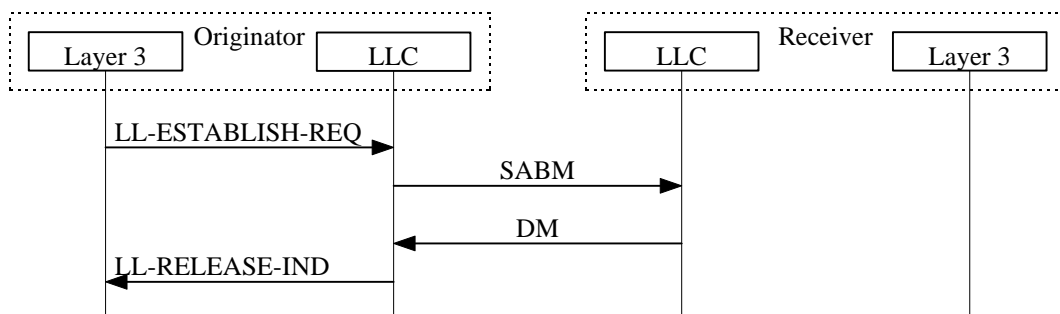 Originator
Receiver
Layer 3
LLC
LLC
Layer 3
LL-ESTABLISH-REQ
SABM
DM
LL-RELEASE-IND